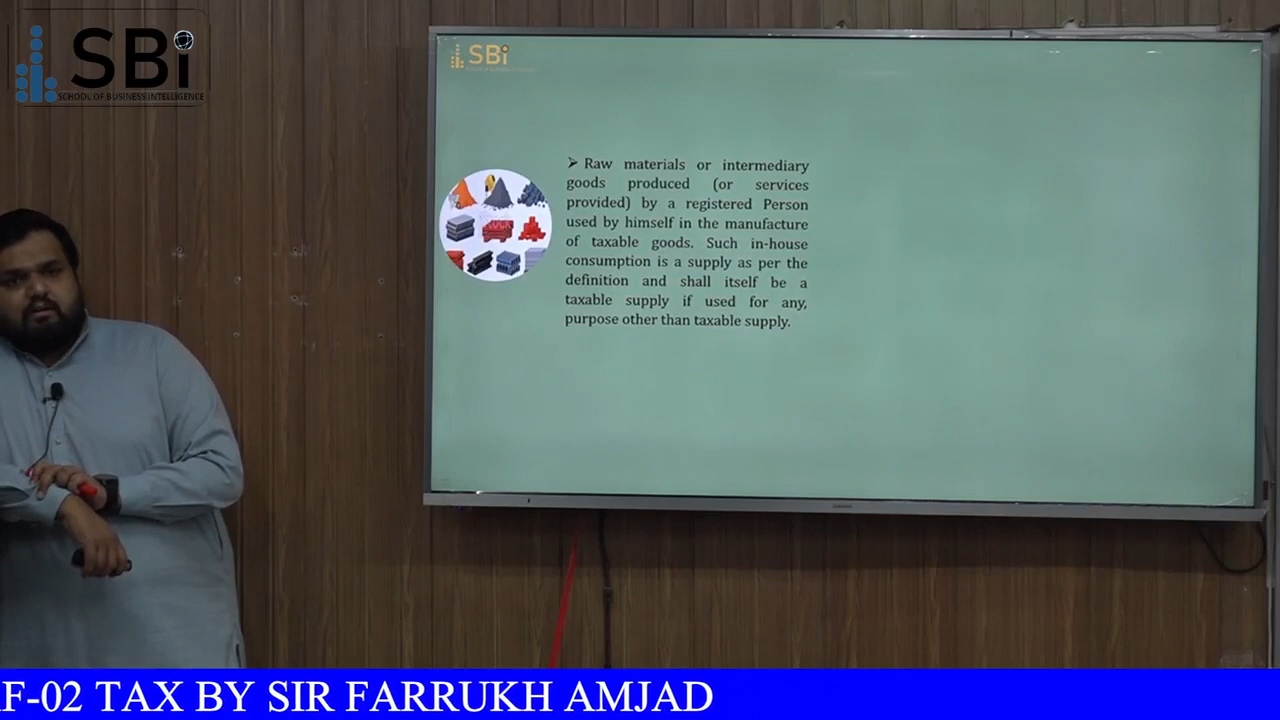 SBi
SCHOOL OF BUSINESS INTELLIGENCE
SBi
➤ Raw materials or intermediary
goods produced (or services
provided) by a registered Person
used by himself in the manufacture
of taxable goods. Such in-house
consumption is a supply as per the
definition and shall itself be a
taxable supply if used for any,
purpose other than taxable supply.
F-02 TAX BY SIR FARRUKH AMJAD